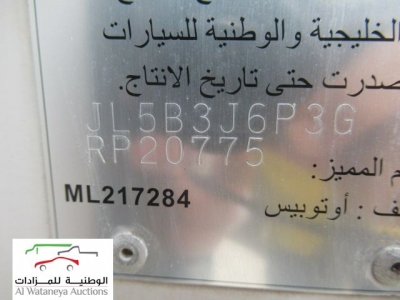 الخليجية والوطنية للسيارات
صدرت حتى تاريخ الانتاج.
JL5B3J6P3G
RP20775
المميز:
ML217284
أوتوبيس
الوطنية للمزادات
Al Wataneya Auctions